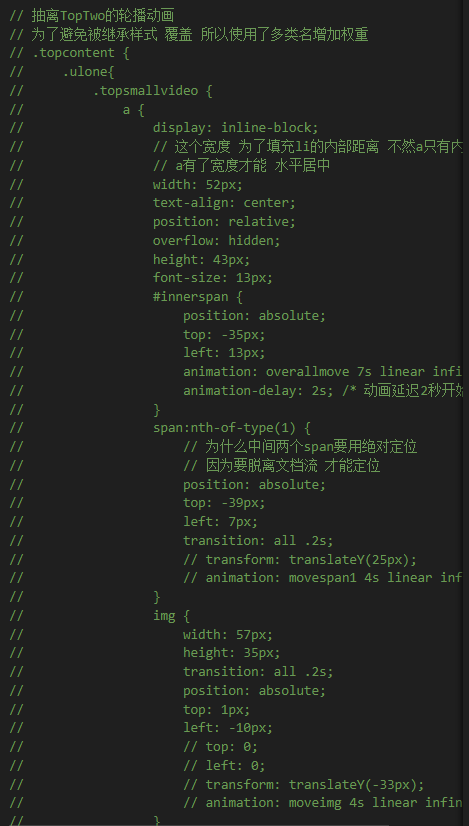 // 抽离TopTwo的轮播动画
// 为了避免被继承样式 覆盖 所以使用了多类名增加权重
// .topcontent {
//     .ulone{
//         .topsmallvideo {
//             a {
//                 display: inline-block;
//                 // 这个宽度 为了填充li的内部距离 不然a只有内
//                 // a有了宽度才能 水平居中
//                 width: 52px;
//                 text-align: center;
//                 position: relative;
//                 overflow: hidden;
//                 height: 43px;
//                 font-size: 13px;
//                 #innerspan {
//                     position: absolute;
//                     top: -35px;
//                     left: 13px;
//                     animation: overallmove 7s linear infi
//                     animation-delay: 2s; /* 动画延迟2秒开始
//                 }
//                 span:nth-of-type(1) {
//                     // 为什么中间两个span要用绝对定位
//                     // 因为要脱离文档流 才能定位
//                     position: absolute;
//                     top: -39px;
//                     left: 7px;
//                     transition: all .2s;
//                     // transform: translateY(25px);
//                     // animation: movespan1 4s linear inf
//                 }
//                 img {
//                     width: 57px;
//                     height: 35px;
//                     transition: all .2s;
//                     position: absolute;
//                     top: 1px;
//                     left: -10px;
//                     // top: 0;
//                     // left: 0;
//                     // transform: translateY(-33px);
//                     // animation: moveimg 4s linear infin
//                 }